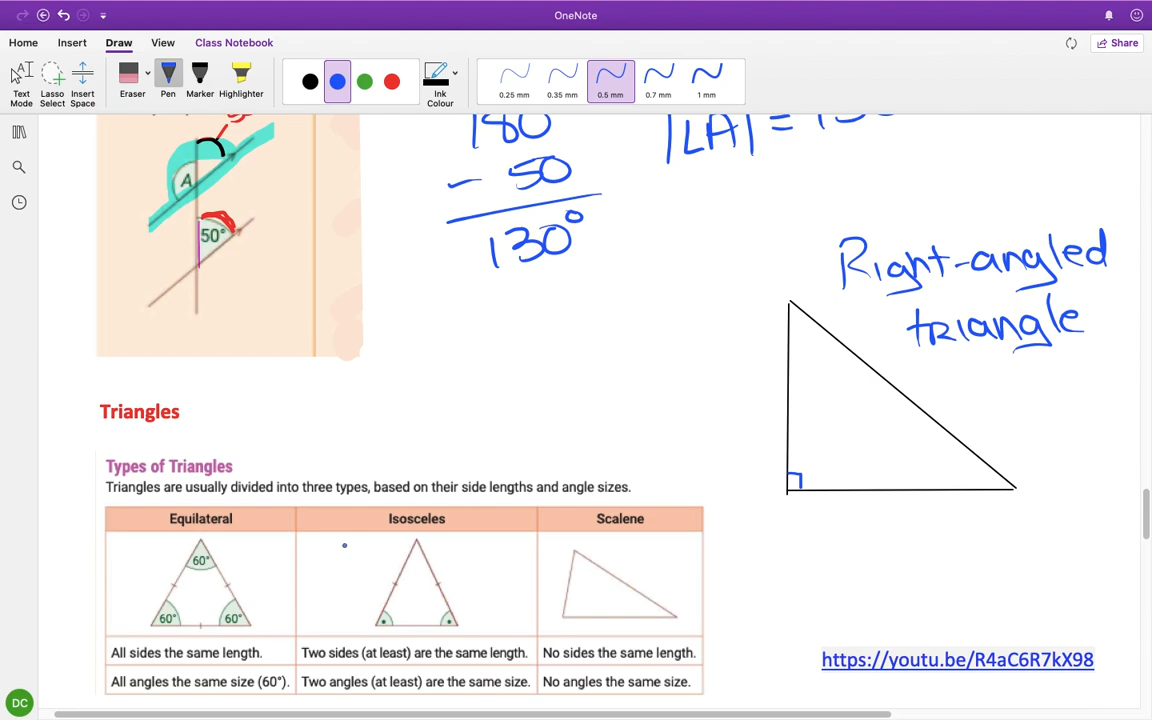 OneNote
Home Insert Draw View Class Notebook
Share
Text Mode
Lasso Select
Insert Space
Eraser
Pen
Marker
Highlighter
Ink Colour
0.25 mm
0.35 mm
0.5 mm
0.7 mm
1 mm
A
50°
180
- 50
130°
|∠A| =
Right-angled
triangle
Triangles
Types of Triangles
Triangles are usually divided into three types, based on their side lengths and angle sizes.
Equilateral Isosceles Scalene
60°
60° 60°
All sides the same length. Two sides (at least) are the same length. No sides the same length.
All angles the same size (60°). Two angles (at least) are the same size. No angles the same size.
https://youtu.be/R4aC6R7kX98
DC